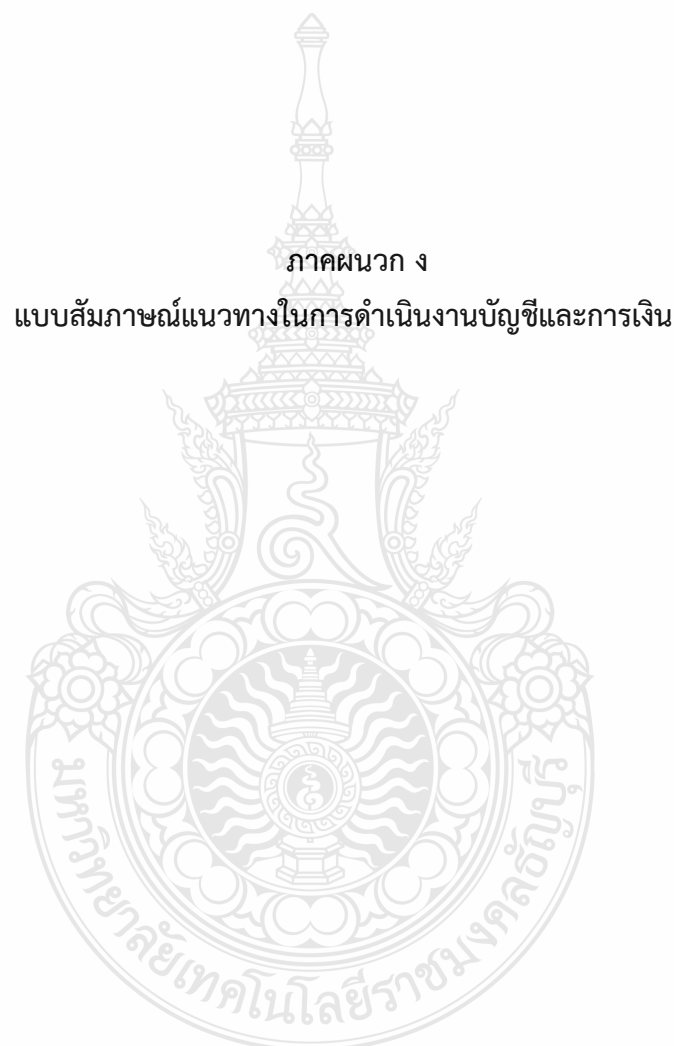 ภาคผนวก ง
แบบสัมภาษณ์แนวทางในการดำเนินงานบัญชีและการเงิน
มหาวิทยาลัยเทคโนโลยีราชมงคลธัญบุรี